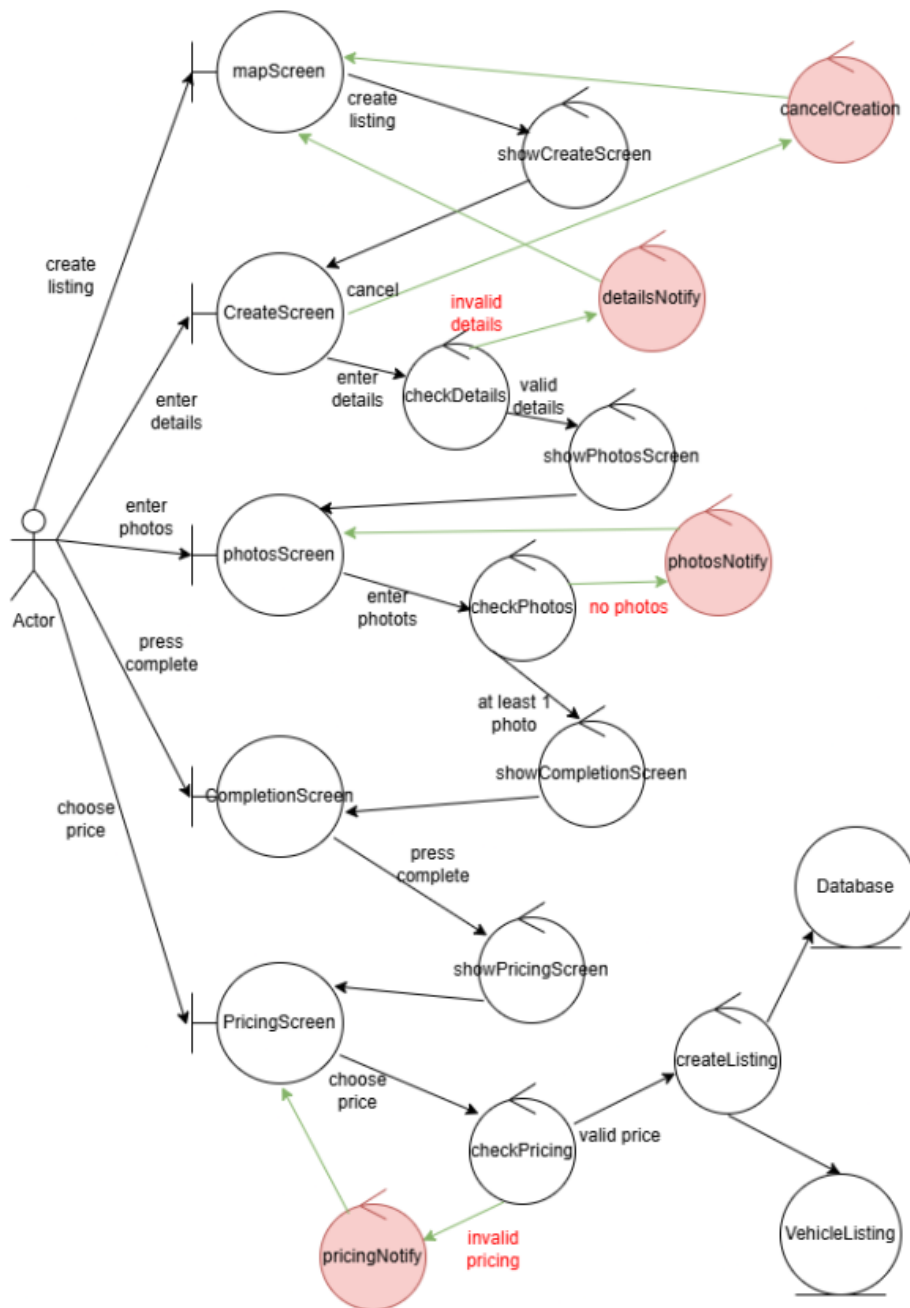 mapScreen
create
listing
cancelCreation
showCreateScreen
create
listing
CreateScreen
cancel
invalid
details
detailsNotify
enter
details
checkDetails
valid
details
enter
details
showPhotosScreen
enter
photos
photosScreen
photosNotify
Actor
enter
photots
checkPhotos
no photos
press
complete
at least 1
photo
showCompletionScreen
CompletionScreen
choose
price
press
complete
Database
showPricingScreen
PricingScreen
createListing
choose
price
checkPricing
valid price
invalid
pricing
pricingNotify
VehicleListing